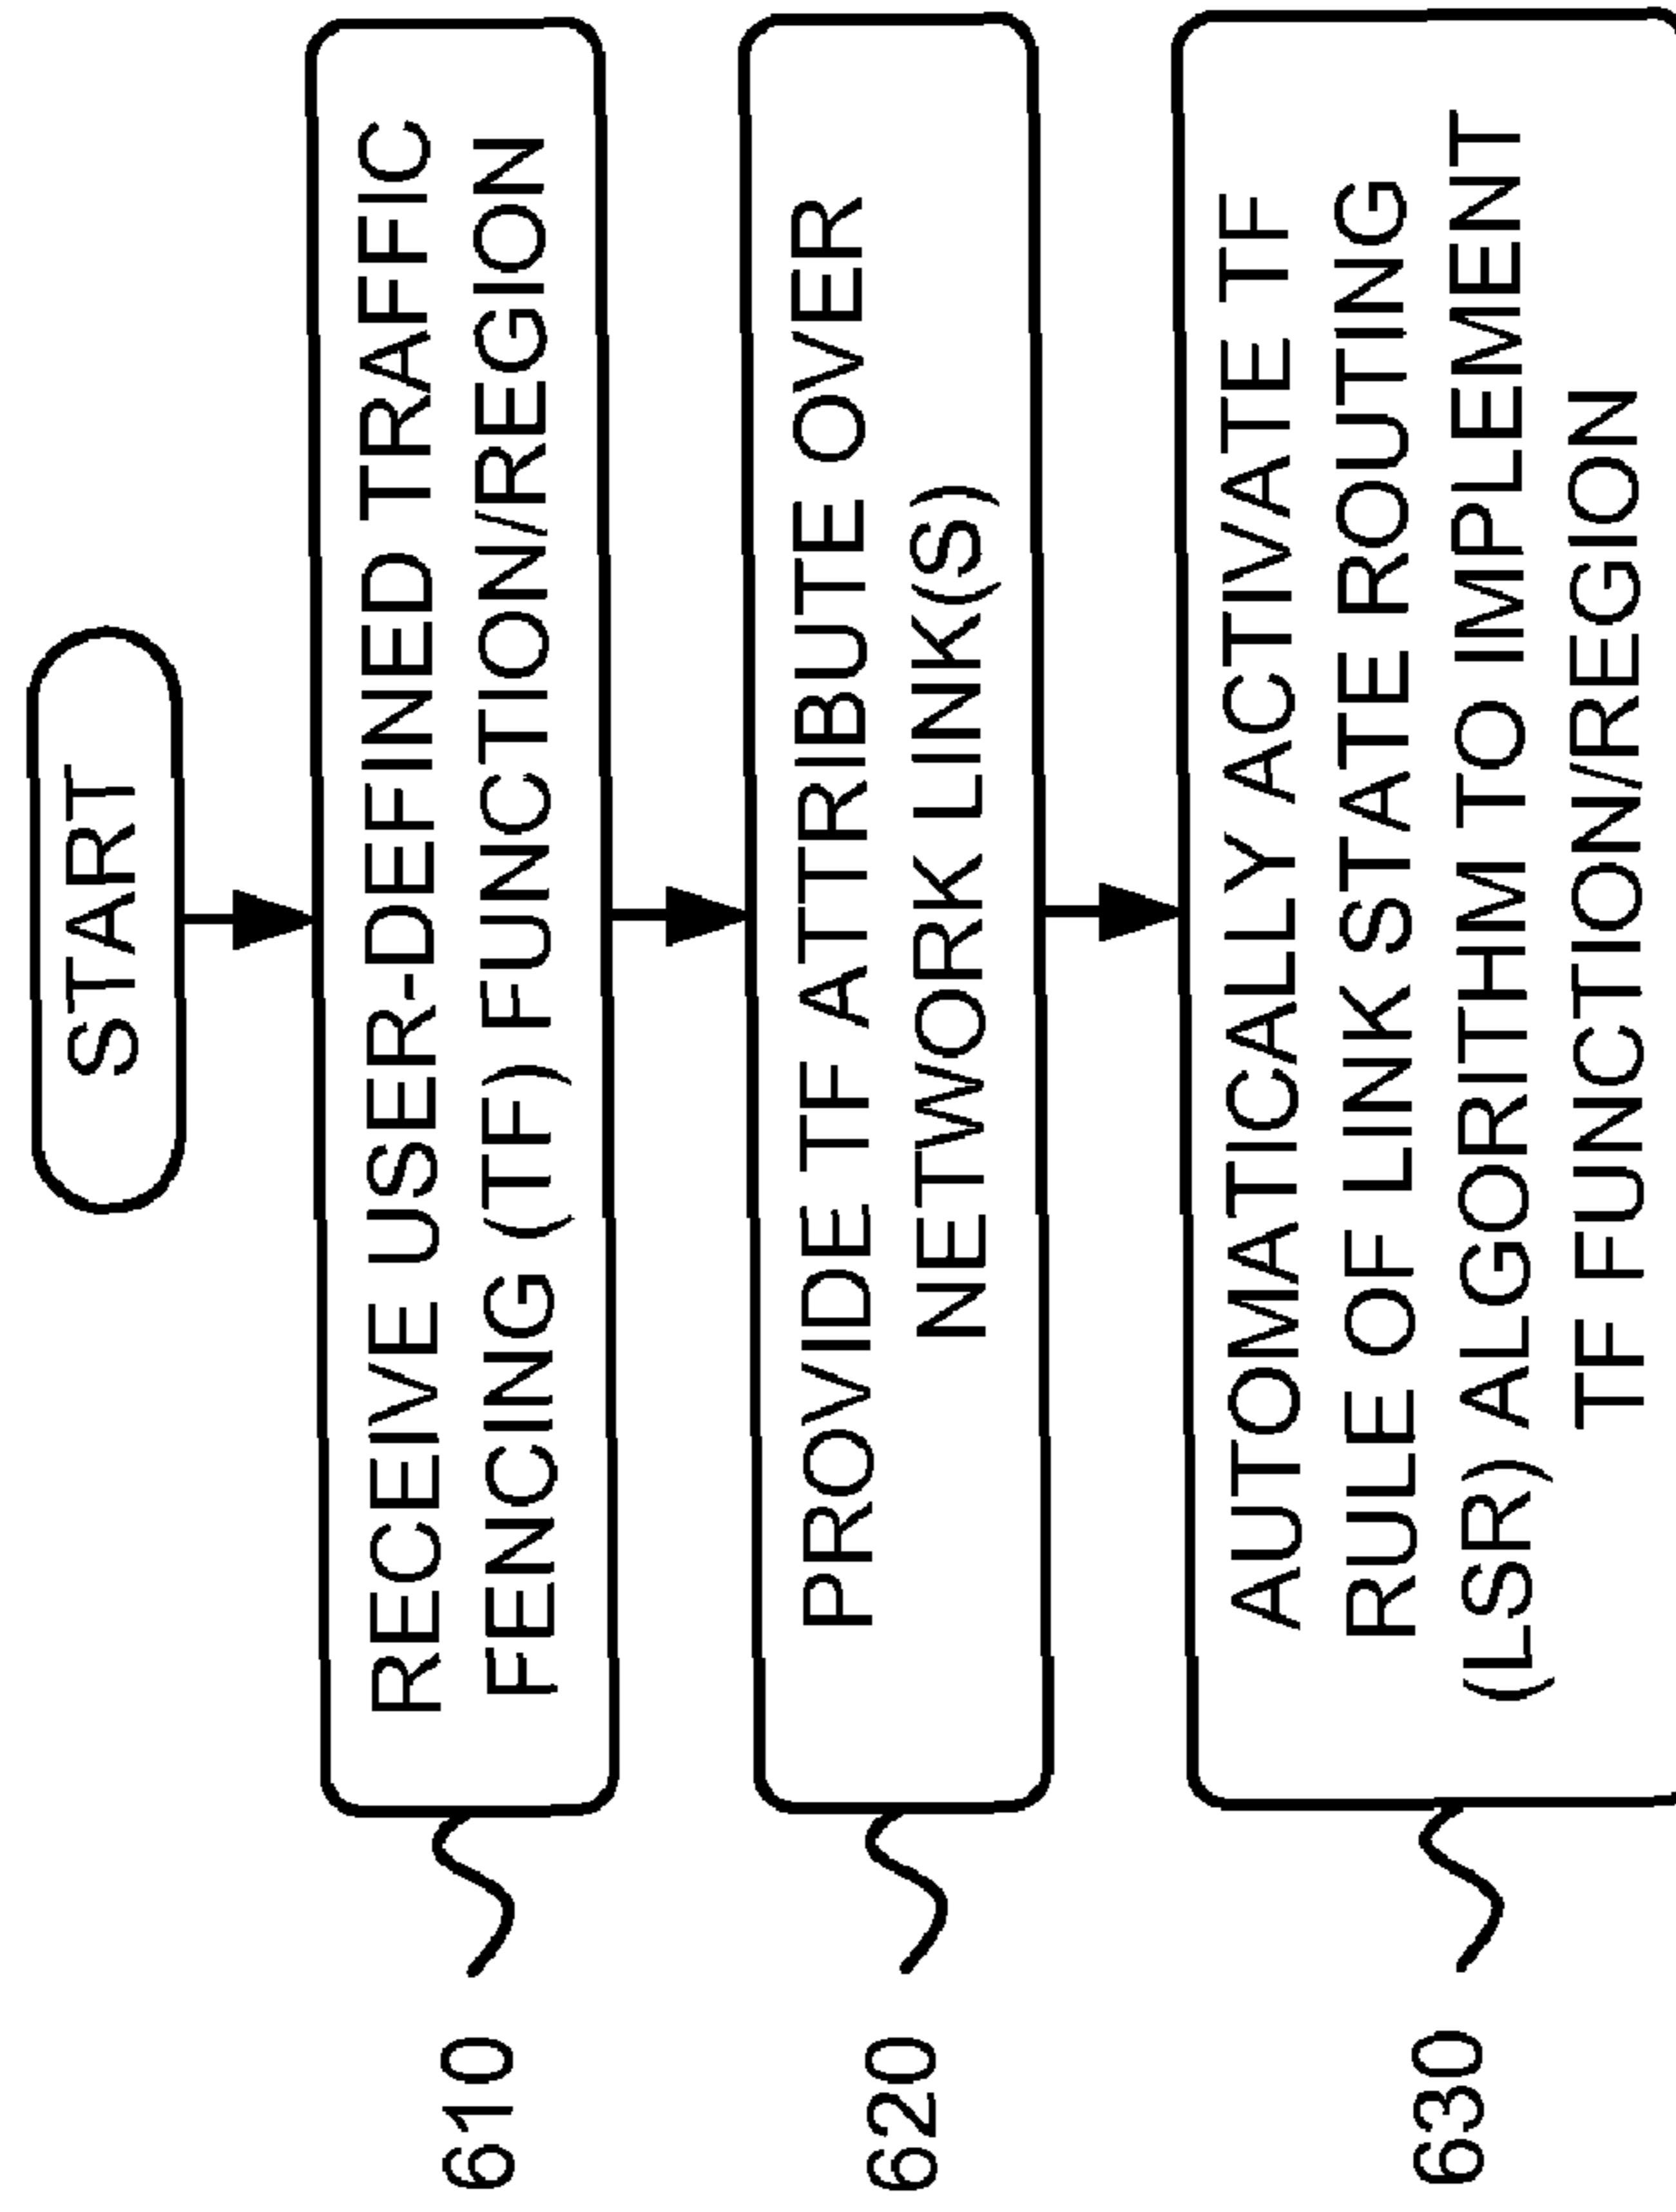 START
RECEIVE USER-DEFINED TRAFFIC
FENCING (TF) FUNCTION/REGION
610
PROVIDE TF ATTRIBUTE OVER
NETWORK LINK(S)
620
AUTOMATICALLY ACTIVATE TF
RULE OF LINK STATE ROUTING
(LSR) ALGORITHM TO IMPLEMENT
TF FUNCTION/REGION
630